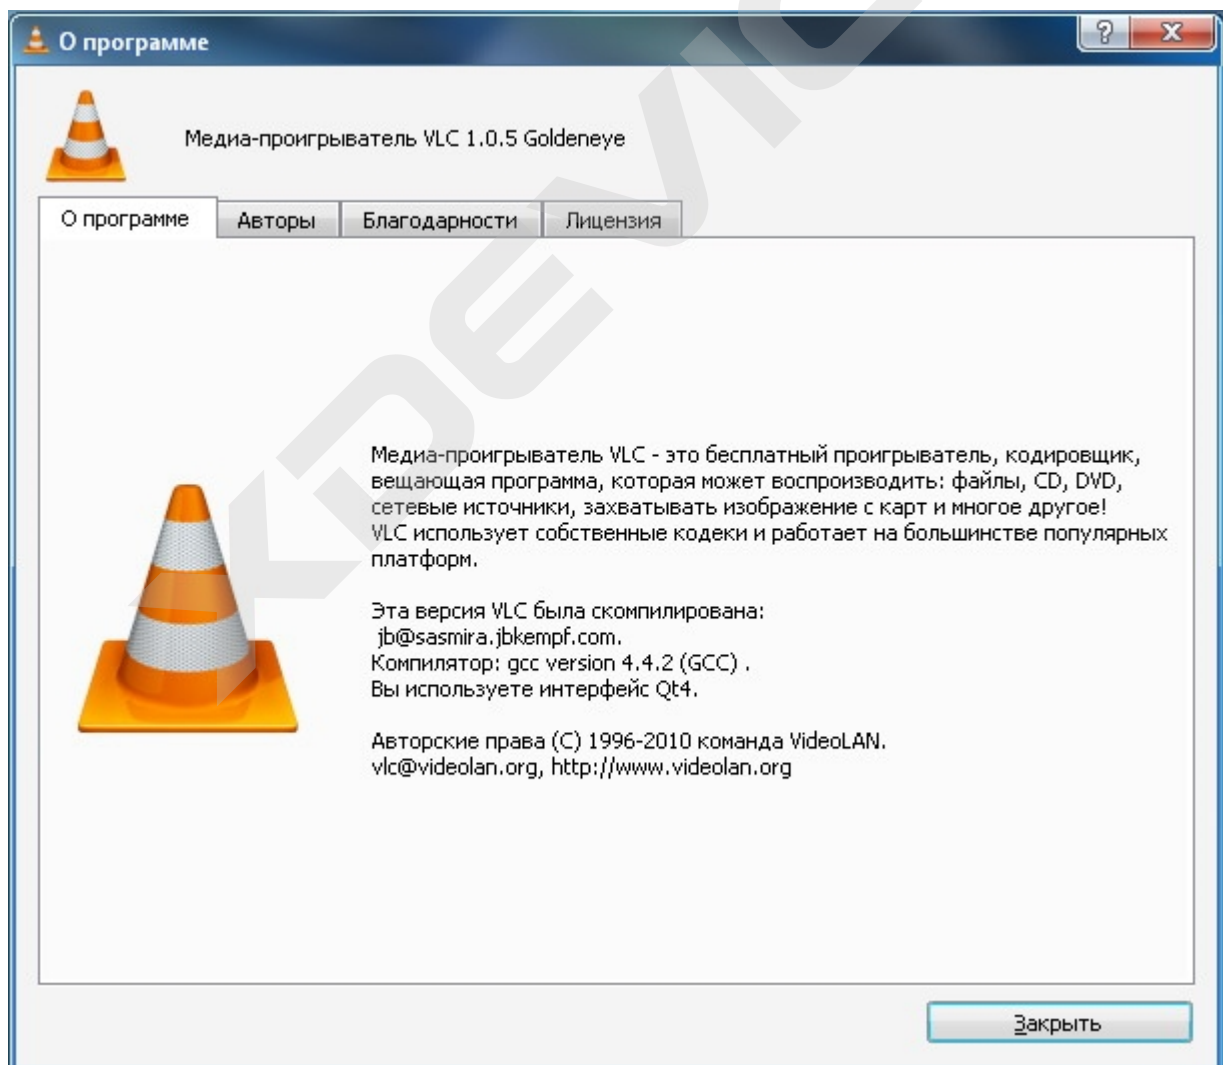 О программе
Медиа-проигрыватель VLC 1.0.5 Goldeneye
О программе
Авторы
Благодарности
Лицензия
Медиа-проигрыватель VLC - это бесплатный проигрыватель, кодировщик,
вещающая программа, которая может воспроизводить: файлы, CD, DVD,
сетевые источники, захватывать изображение с карт и многое другое!
VLC использует собственные кодеки и работает на большинстве популярных
платформ.
Эта версия VLC была скомпилирована:
jb@sasmira.jbkempf.com.
Компилятор: gcc version 4.4.2 (GCC) .
Вы используете интерфейс Qt4.
Авторские права (C) 1996-2010 команда VideoLAN.
vlc@videolan.org, http://www.videolan.org
Закрыть
XDEVIC